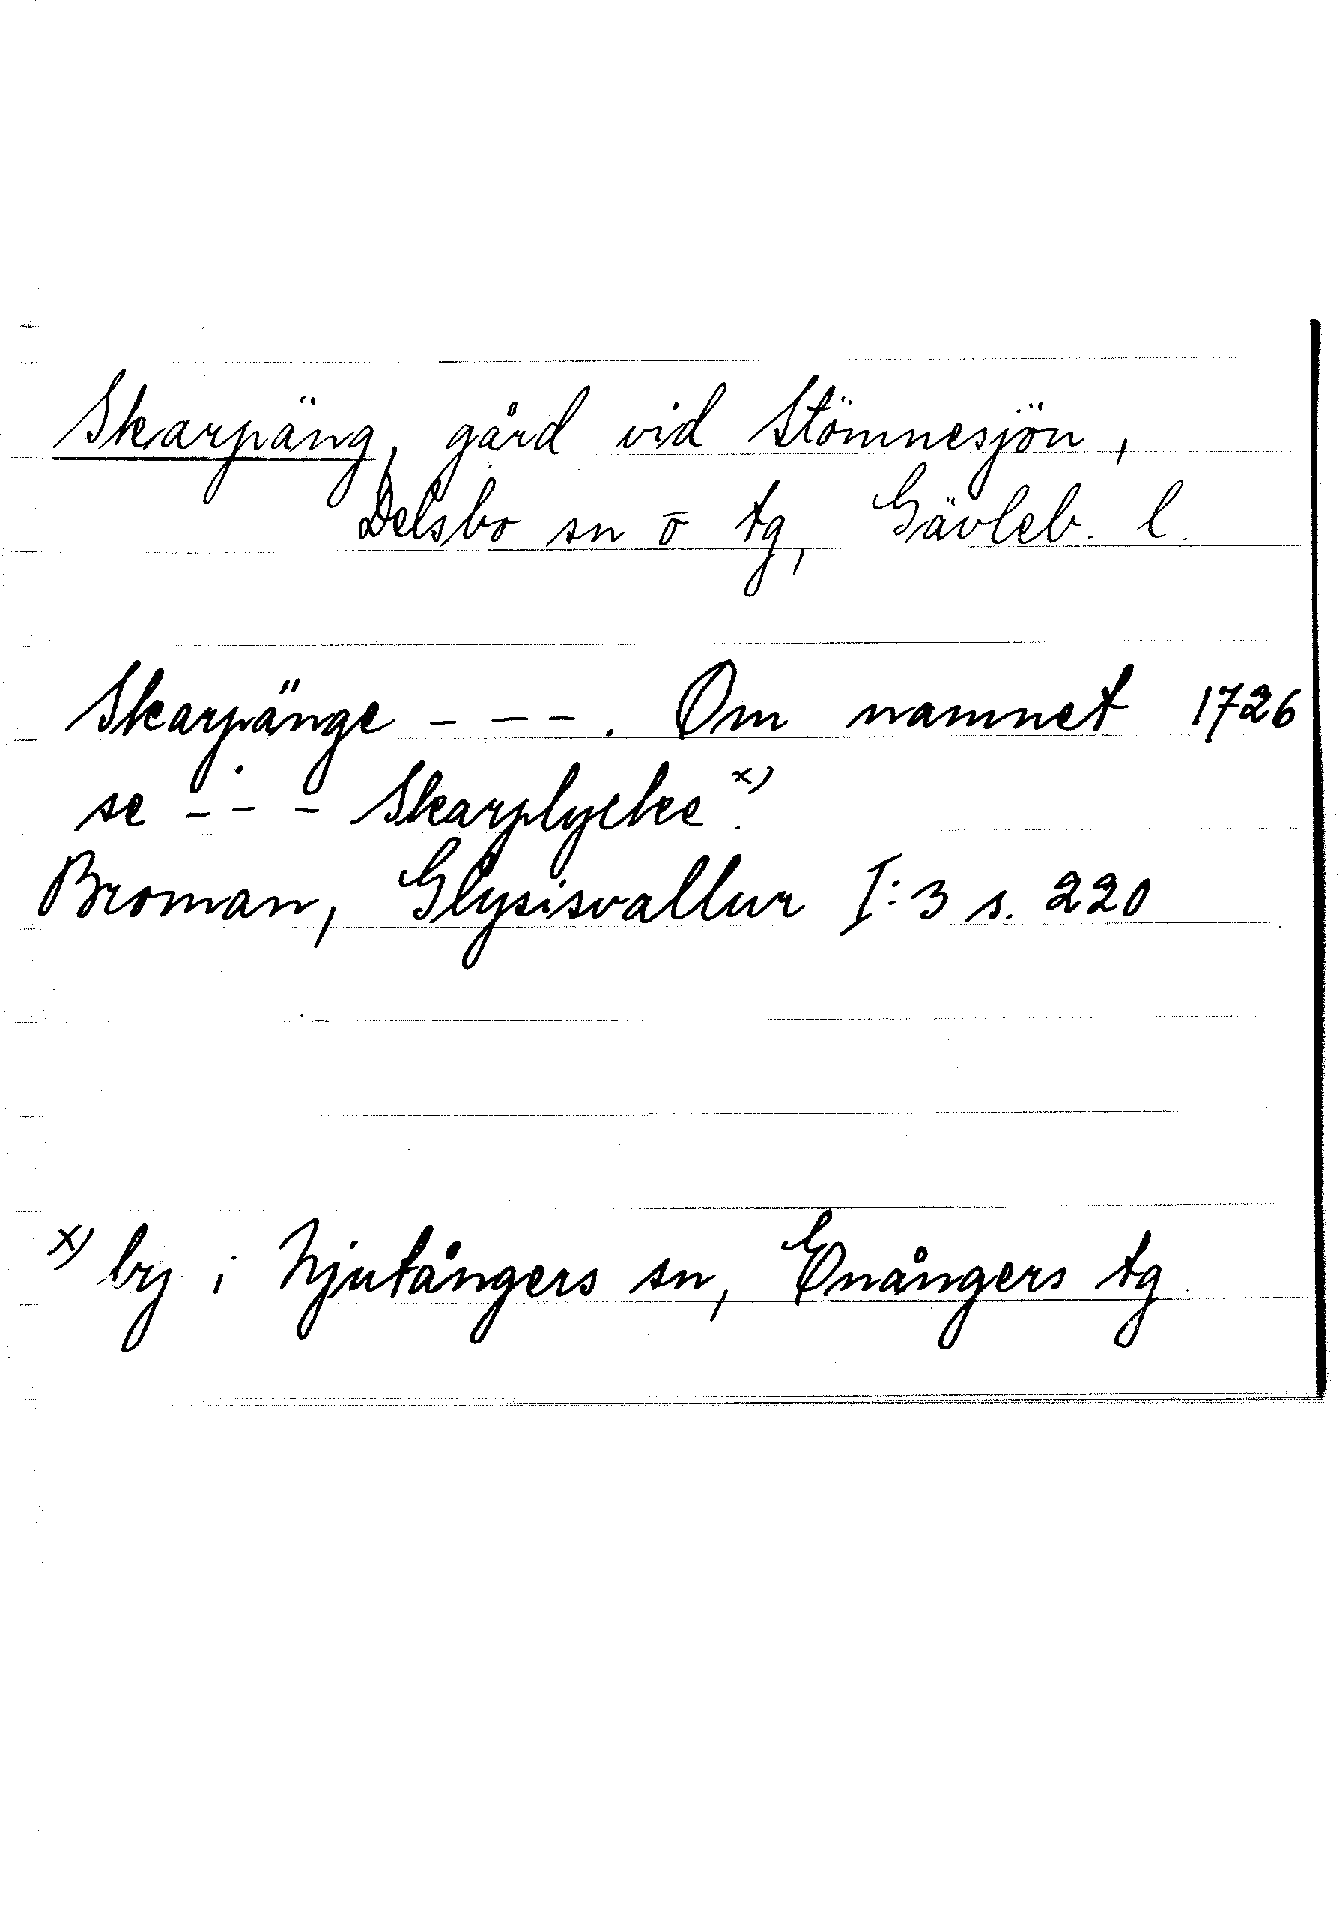 Skarpäng, gård vid Stömnesjön,
Delsbo sn o tg, Gävleb. l.
Skarpänge - - -. Om namnet 1726
se - - - Skarplycke x).
Broman, Glysisvallur I:3 s. 220
x) by i Njutångers sn, Enångers tg